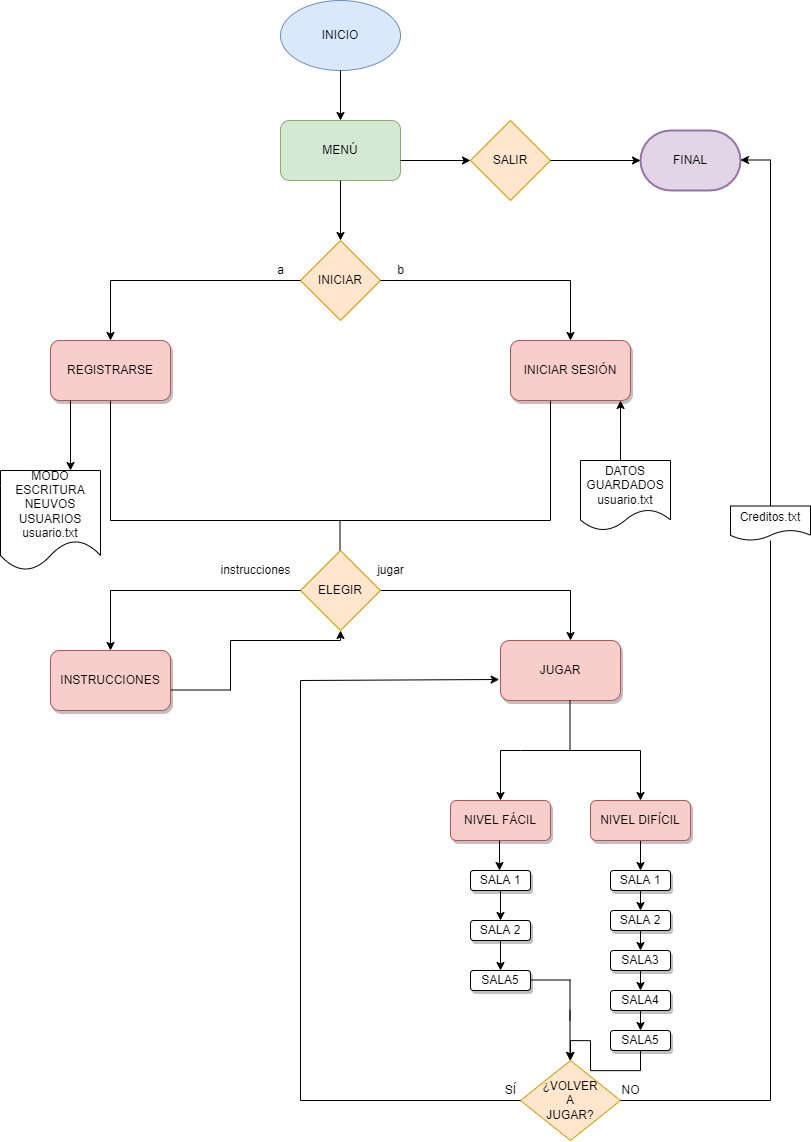 INICIO
MENÚ
SALIR
FINAL
a
b
INICIAR
REGISTRARSE
INICIAR SESIÓN
MODO
ESCRITURA
NEUVOS
USUARIOS
usuario.txt
DATOS
GUARDADOS
usuario.txt
Creditos.txt
instrucciones
jugar
ELEGIR
INSTRUCCIONES
JUGAR
NIVEL FÁCIL
NIVEL DIFÍCIL
SALA 1
SALA 1
SALA 2
SALA 2
SALA3
SALA5
SALA4
SALA5
SÍ
¿VOLVER
A
JUGAR?
NO